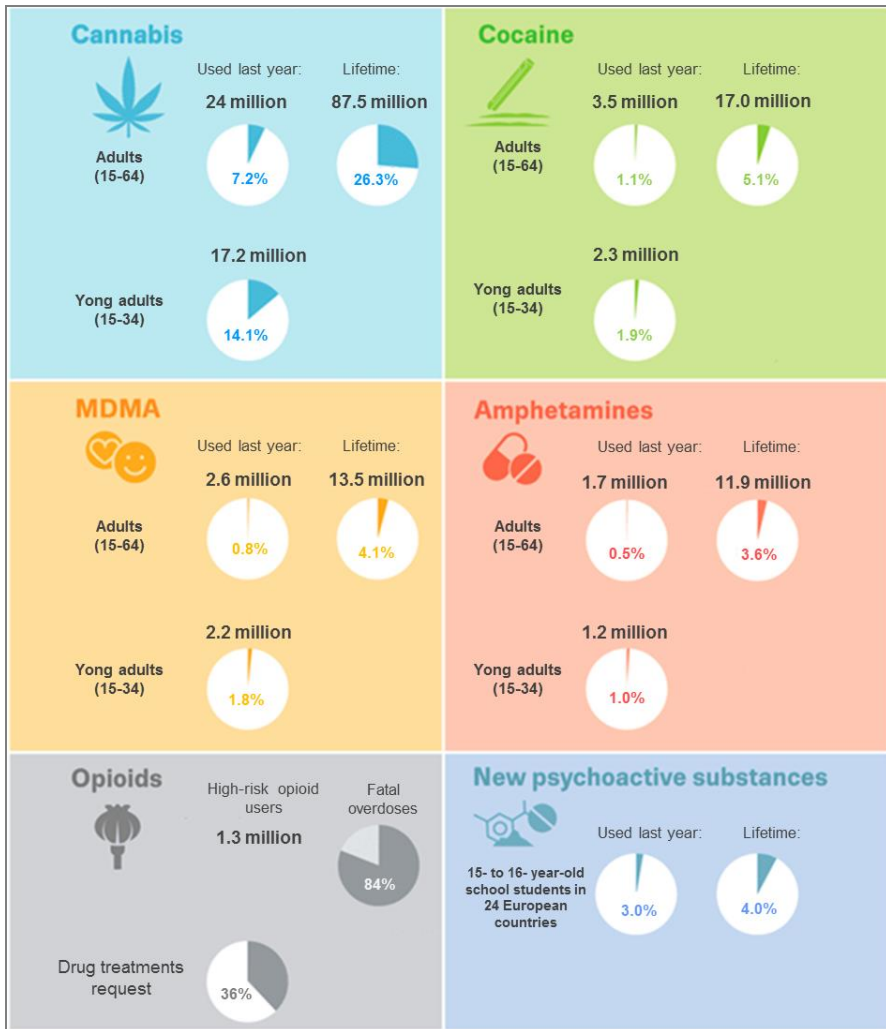 Cannabis
Used last year:
Lifetime:
24 million
87.5 million
Adults
(15-64)
7.2%
26.3%
17.2 million
Yong adults
(15-34)
14.1%
Cocaine
Used last year:
Lifetime:
3.5 million
17.0 million
Adults
(15-64)
1.1%
5.1%
2.3 million
Yong adults
(15-34)
1.9%
MDMA
Used last year:
Lifetime:
2.6 million
13.5 million
Adults
(15-64)
0.8%
4.1%
2.2 million
Yong adults
(15-34)
1.8%
Amphetamines
Used last year:
Lifetime:
1.7 million
11.9 million
Adults
(15-64)
0.5%
3.6%
1.2 million
Yong adults
(15-34)
1.0%
Opioids
High-risk opioid
users
1.3 million
Fatal
overdoses
84%
Drug treatments
request
36%
New psychoactive substances
Used last year:
Lifetime:
15- to 16- year-old
school students in
24 European
countries
3.0%
4.0%